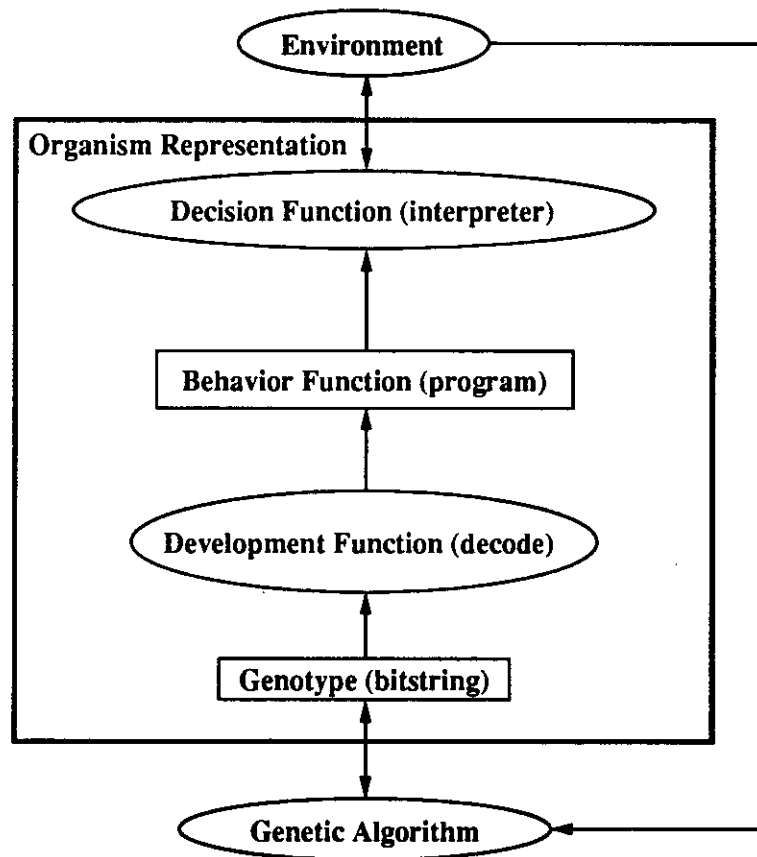 Environment
Organism Representation
Decision Function (interpreter)
Behavior Function (program)
Development Function (decode)
Genotype (bitstring)
Genetic Algorithm